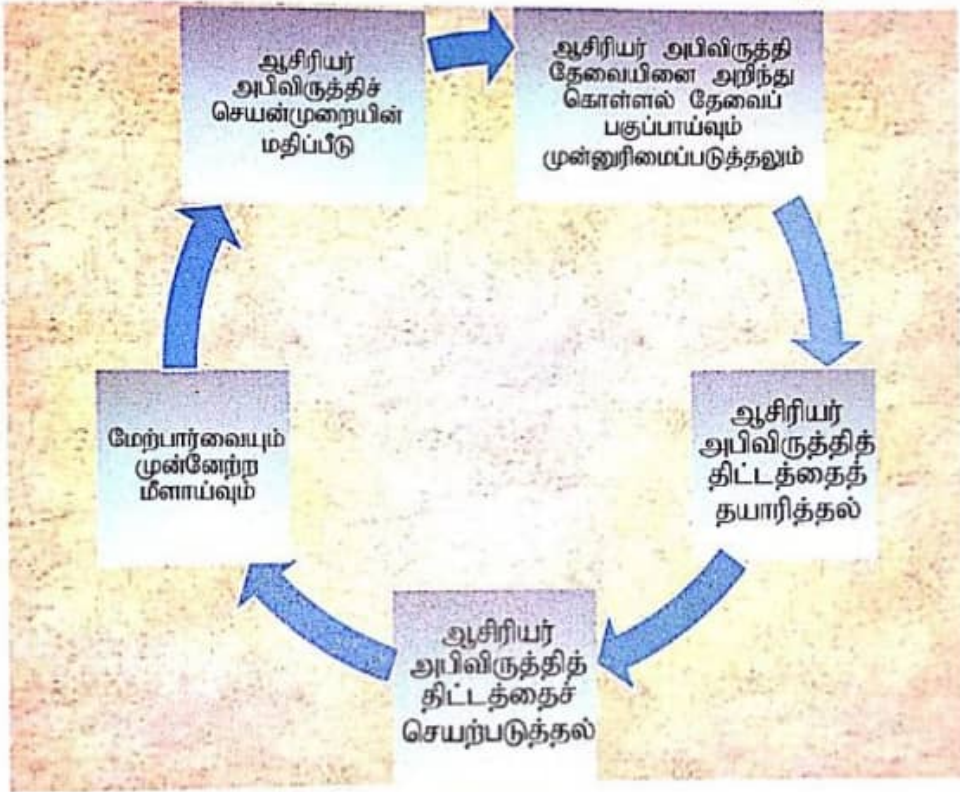 ஆசிரியர்
அபிவிருத்திச்
செயன்முறையின்
மதிப்பீடு
ஆசிரியர் அபிவிருத்தி
தேவையினை அறிந்து
கொள்ளல் தேவைப்
பகுப்பாய்வும்
முன்னுரிமைப்படுத்தலும்
ஆசிரியர்
அபிவிருத்தித்
திட்டத்தைத்
தயாரித்தல்
ஆசிரியர்
அபிவிருத்தித்
திட்டத்தைச்
செயற்படுத்தல்
மேற்பார்வையும்
முன்னேற்ற
மீளாய்வும்